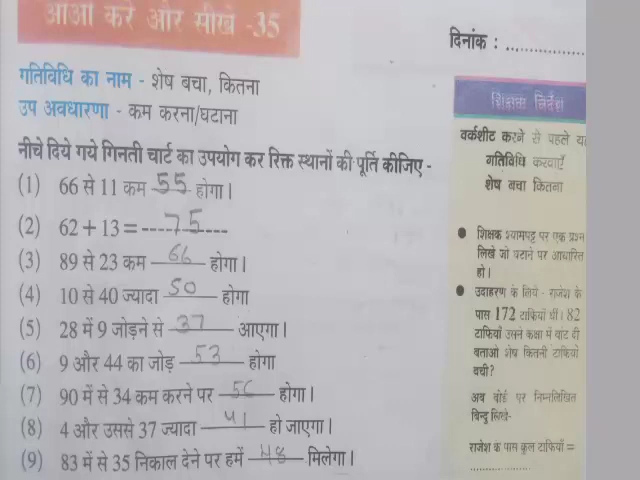 आओ करें और सीखें -35
दिनांक : ................
गतिविधि का नाम - शेष बचा, कितना
उप अवधारणा - कम करना/घटाना
नीचे दिये गये गिनती चार्ट का उपयोग कर रिक्त स्थानों की पूर्ति कीजिए -
(1) 66 से 11 कम 55 होगा।
(2) 62 + 13 = 75
(3) 89 से 23 कम 66 होगा।
(4) 10 से 40 ज्यादा 50 होगा
(5) 28 में 9 जोड़ने से 37 आएगा।
(6) 9 और 44 का जोड़ 53 होगा
(7) 90 में से 34 कम करने पर 56 होगा।
(8) 4 और उससे 37 ज्यादा 41 हो जाएगा।
(9) 83 में से 35 निकाल देने पर हमें 48 मिलेगा।
शिक्षक निर्देश
वर्कशीट करने से पहले यह
गतिविधि करवाएँ
शेष बचा कितना
● शिक्षक श्यामपट्ट पर एक प्रश्न
लिखे जो घटाने पर आधारित
हो।
● उदाहरण के लिये - राजेश के
पास 172 टाफियाँ थीं। 82
टाफियाँ उसने कक्षा में बांट दी
बताओ शेष कितनी टाफियाँ
बची?
अब बोर्ड पर निम्नलिखित
बिन्दु लिखें-
राजेश के पास कुल टाफियाँ =
................